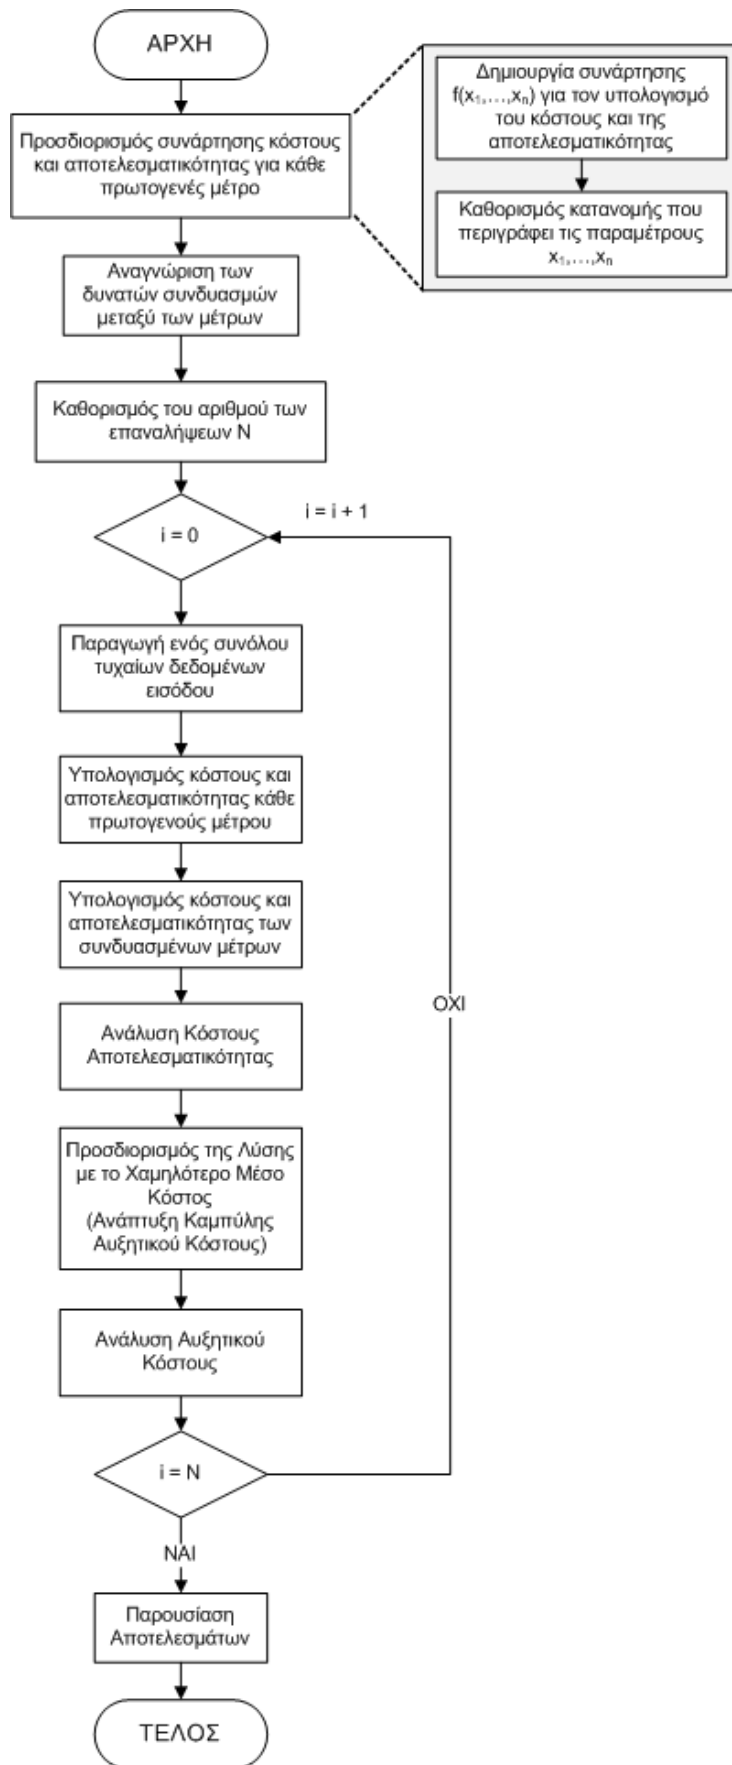 ΑΡΧΗ
Προσδιορισμός συνάρτησης κόστους
και αποτελεσματικότητας για κάθε
πρωτογενές μέτρο
Δημιουργία συνάρτησης
f(x₁,…,xₙ) για τον υπολογισμό
του κόστους και της
αποτελεσματικότητας
Καθορισμός κατανομής που
περιγράφει τις παραμέτρους
x₁,…,xₙ
Αναγνώριση των
δυνατών συνδυασμών
μεταξύ των μέτρων
Καθορισμός του αριθμού των
επαναλήψεων Ν
i = i + 1
i = 0
Παραγωγή ενός συνόλου
τυχαίων δεδομένων
εισόδου
Υπολογισμός κόστους και
αποτελεσματικότητας κάθε
πρωτογενούς μέτρου
Υπολογισμός κόστους και
αποτελεσματικότητας των
συνδυασμένων μέτρων
ΟΧΙ
Ανάλυση Κόστους
Αποτελεσματικότητας
Προσδιορισμός της Λύσης
με το Χαμηλότερο Μέσο
Κόστος
(Ανάπτυξη Καμπύλης
Αυξητικού Κόστους)
Ανάλυση Αυξητικού
Κόστους
i = N
ΝΑΙ
Παρουσίαση
Αποτελεσμάτων
ΤΕΛΟΣ